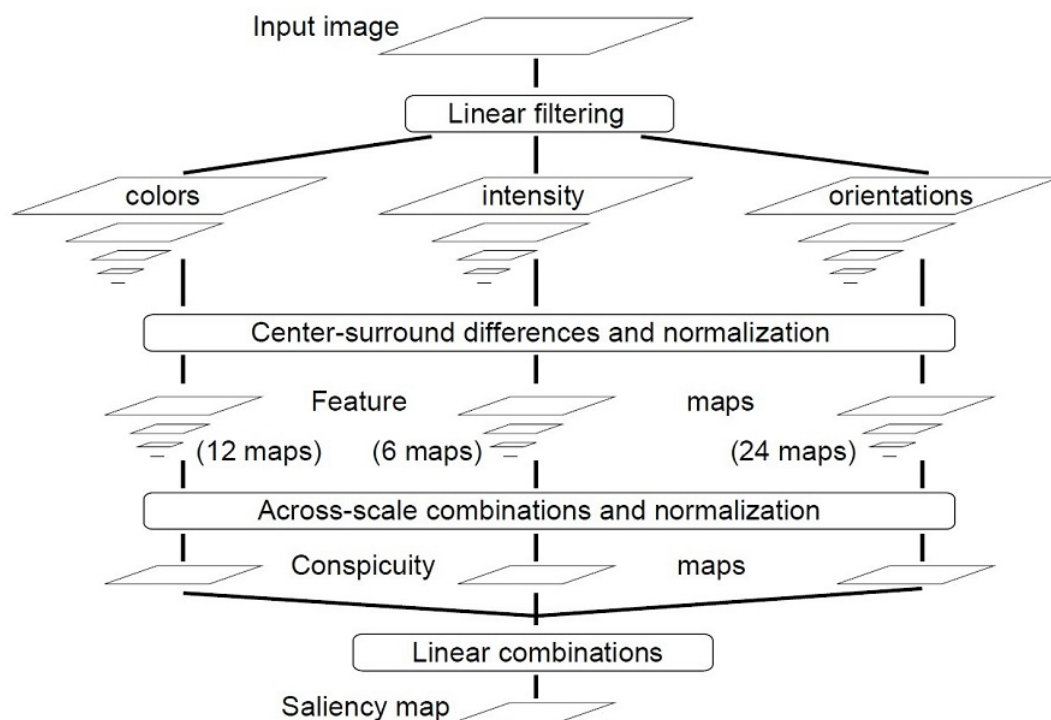 Input image
Linear filtering
colors intensity orientations
Center-surround differences and normalization
Feature maps
(12 maps) (6 maps) (24 maps)
Across-scale combinations and normalization
Conspicuity maps
Linear combinations
Saliency map